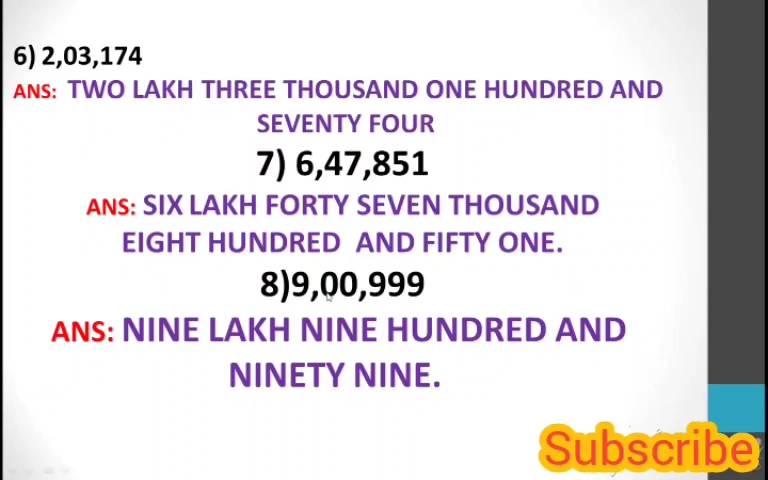 6) 2,03,174
ANS: TWO LAKH THREE THOUSAND ONE HUNDRED AND
SEVENTY FOUR
7) 6,47,851
ANS: SIX LAKH FORTY SEVEN THOUSAND
EIGHT HUNDRED AND FIFTY ONE.
8)9,00,999
ANS: NINE LAKH NINE HUNDRED AND
NINETY NINE.
Subscribe